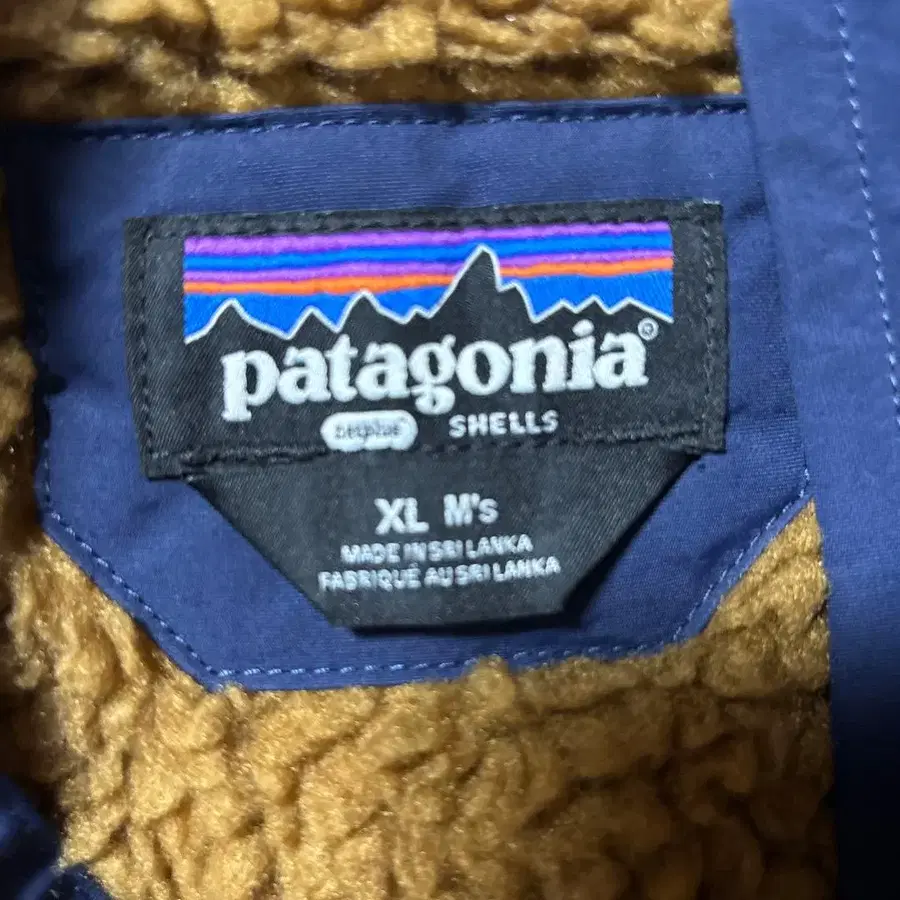 patagonia®
netplus® SHELLS
XL M's
MADE IN SRI LANKA
FABRIQUÉ AU SRI LANKA